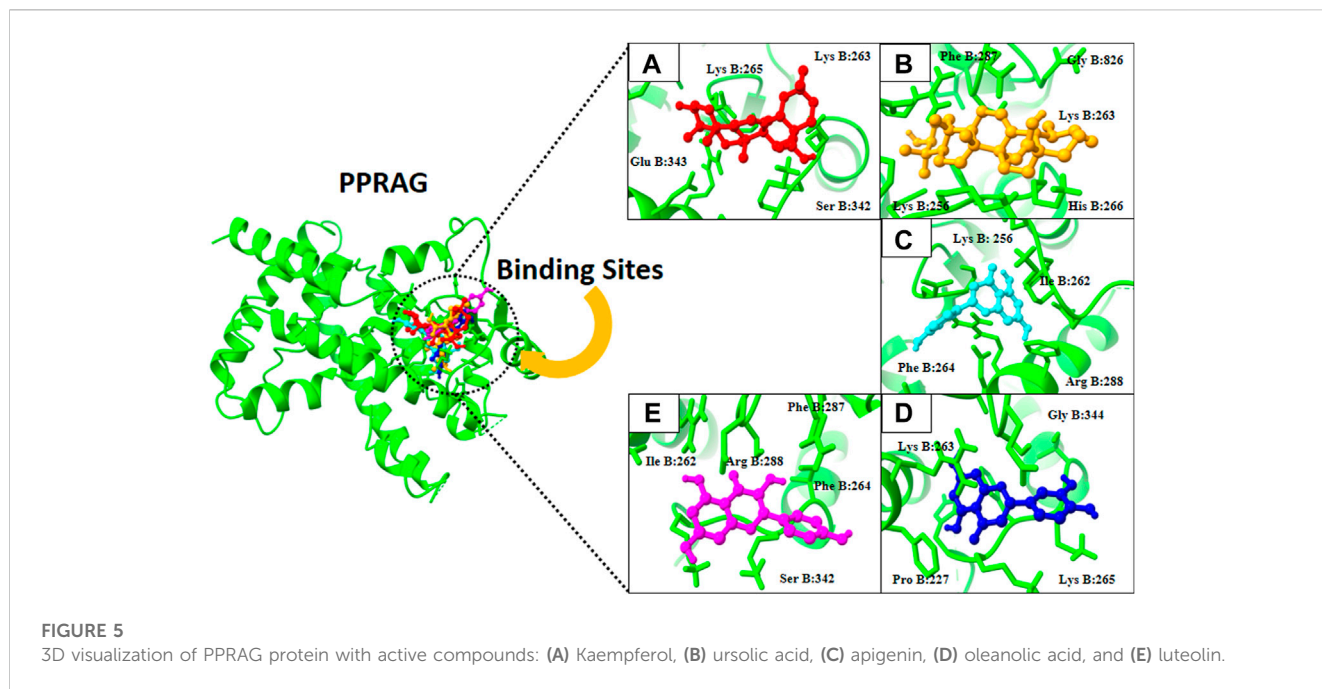 PPRAG
Binding Sites
A
Lys B:263
Lys B:265
Glu B:343
Ser B:342
B
Phe B:287
Gly B:826
Lys B:263
Lys B:256
His B:266
C
Lys B: 256
Ile B:262
Phe B:264
Arg B:288
E
Phe B:287
Ile B:262
Arg B:288
Phe B:264
Ser B:342
D
Gly B:344
Lys B:263
Pro B:227
Lys B:265
FIGURE 5
3D visualization of PPRAG protein with active compounds: (A) Kaempferol, (B) ursolic acid, (C) apigenin, (D) oleanolic acid, and (E) luteolin.